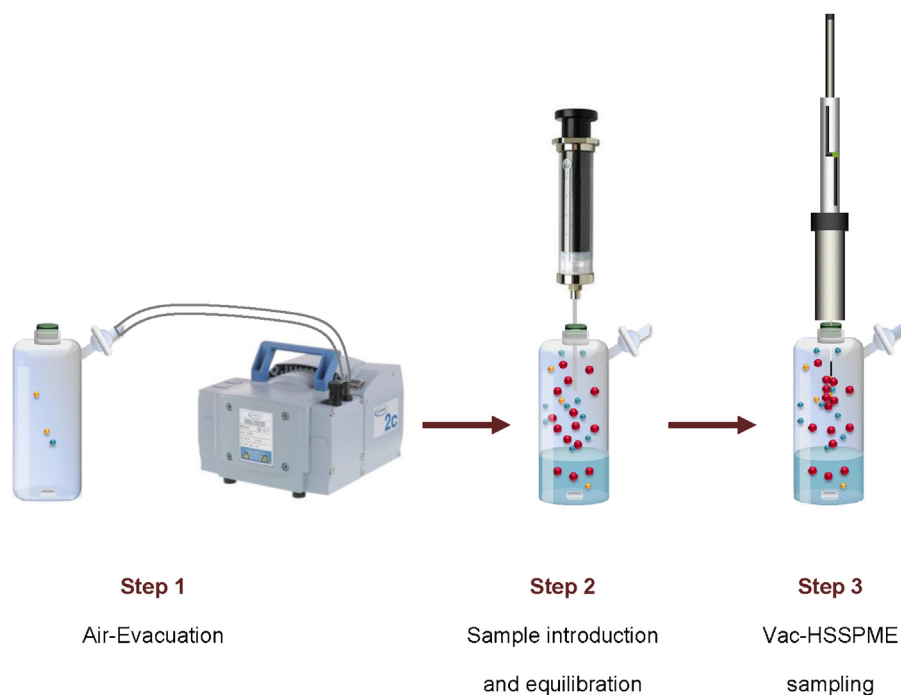 2c
Step 1
Air-Evacuation
Step 2
Sample introduction
and equilibration
Step 3
Vac-HSSPME
sampling